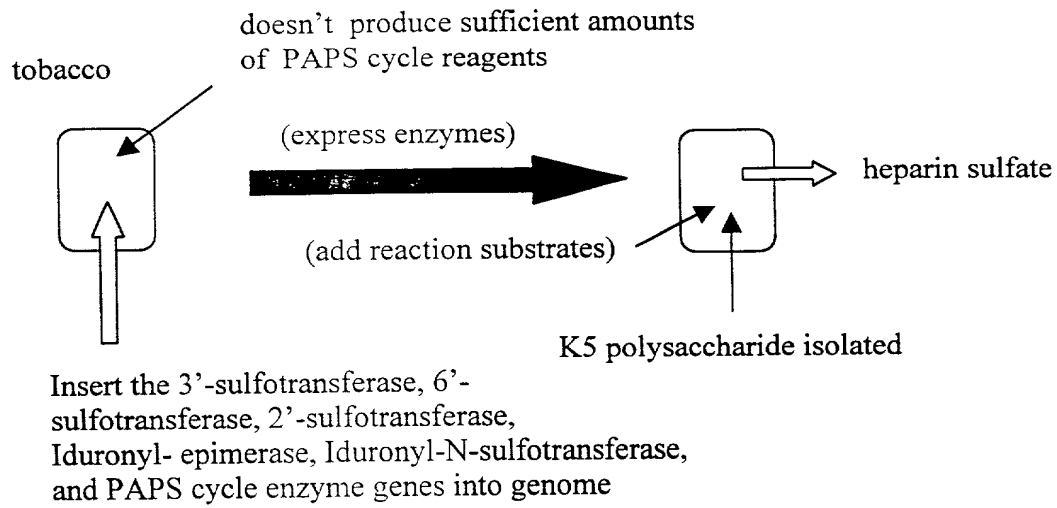 doesn't produce sufficient amounts
of PAPS cycle reagents
tobacco
(express enzymes)
heparin sulfate
(add reaction substrates)
K5 polysaccharide isolated
Insert the 3'-sulfotransferase, 6'-
sulfotransferase, 2'-sulfotransferase,
Iduronyl- epimerase, Iduronyl-N-sulfotransferase,
and PAPS cycle enzyme genes into genome